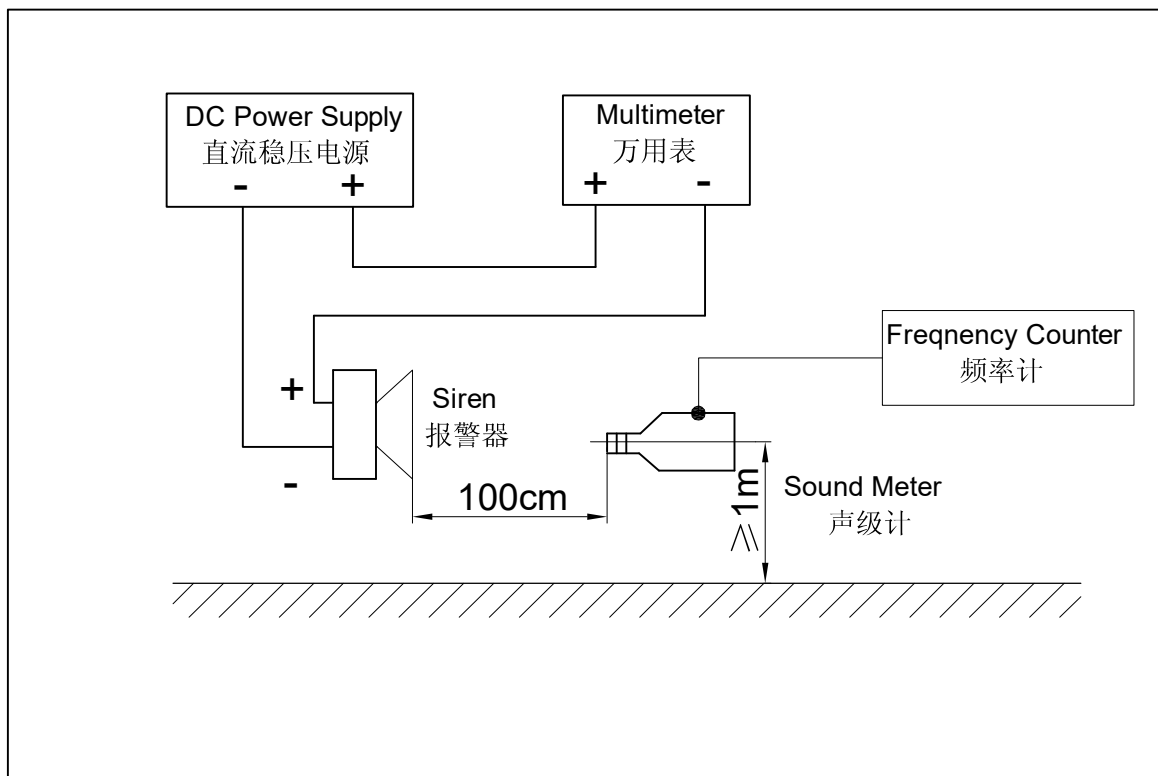 DC Power Supply
直流稳压电源
- +
Multimeter
万用表
+ -
Freqnency Counter
频率计
+
-
Siren
报警器
100cm
≥1m
Sound Meter
声级计